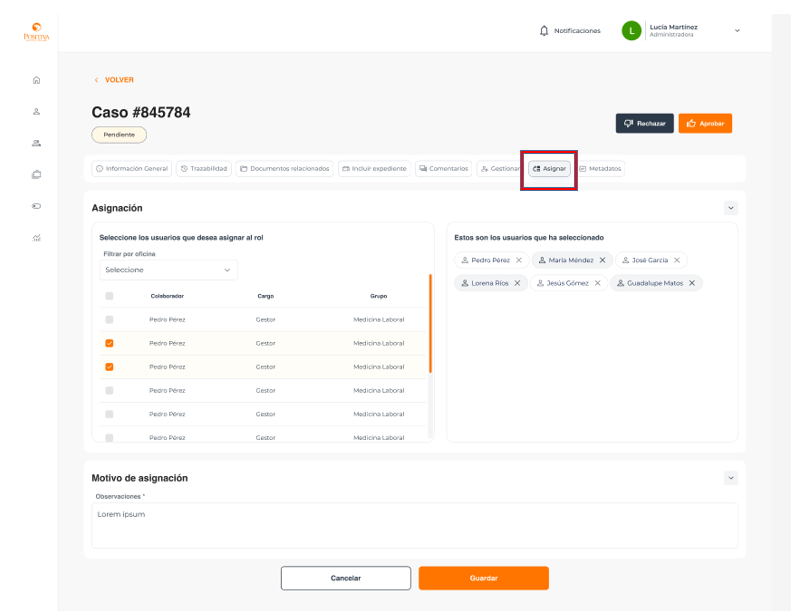 POSITIVA
Notificaciones
L
Lucía Martínez
Administradora
VOLVER
Caso #845784
Pendiente
Rechazar
Aprobar
Información General
Trazabilidad
Documentos relacionados
Incluir expediente
Comentarios
Gestionar
Asignar
Metadatos
Asignación
Seleccione los usuarios que desea asignar al rol
Filtrar por oficina
Seleccione
Colaborador Cargo Grupo
Pedro Pérez Gestor Medicina Laboral
Pedro Pérez Gestor Medicina Laboral
Pedro Pérez Gestor Medicina Laboral
Pedro Pérez Gestor Medicina Laboral
Pedro Pérez Gestor Medicina Laboral
Pedro Pérez Gestor Medicina Laboral
Estos son los usuarios que ha seleccionado
Pedro Pérez X María Méndez X José García X
Lorena Ríos X Jesús Gómez X Guadalupe Matos X
Motivo de asignación
Observaciones *
Lorem ipsum
Cancelar
Guardar